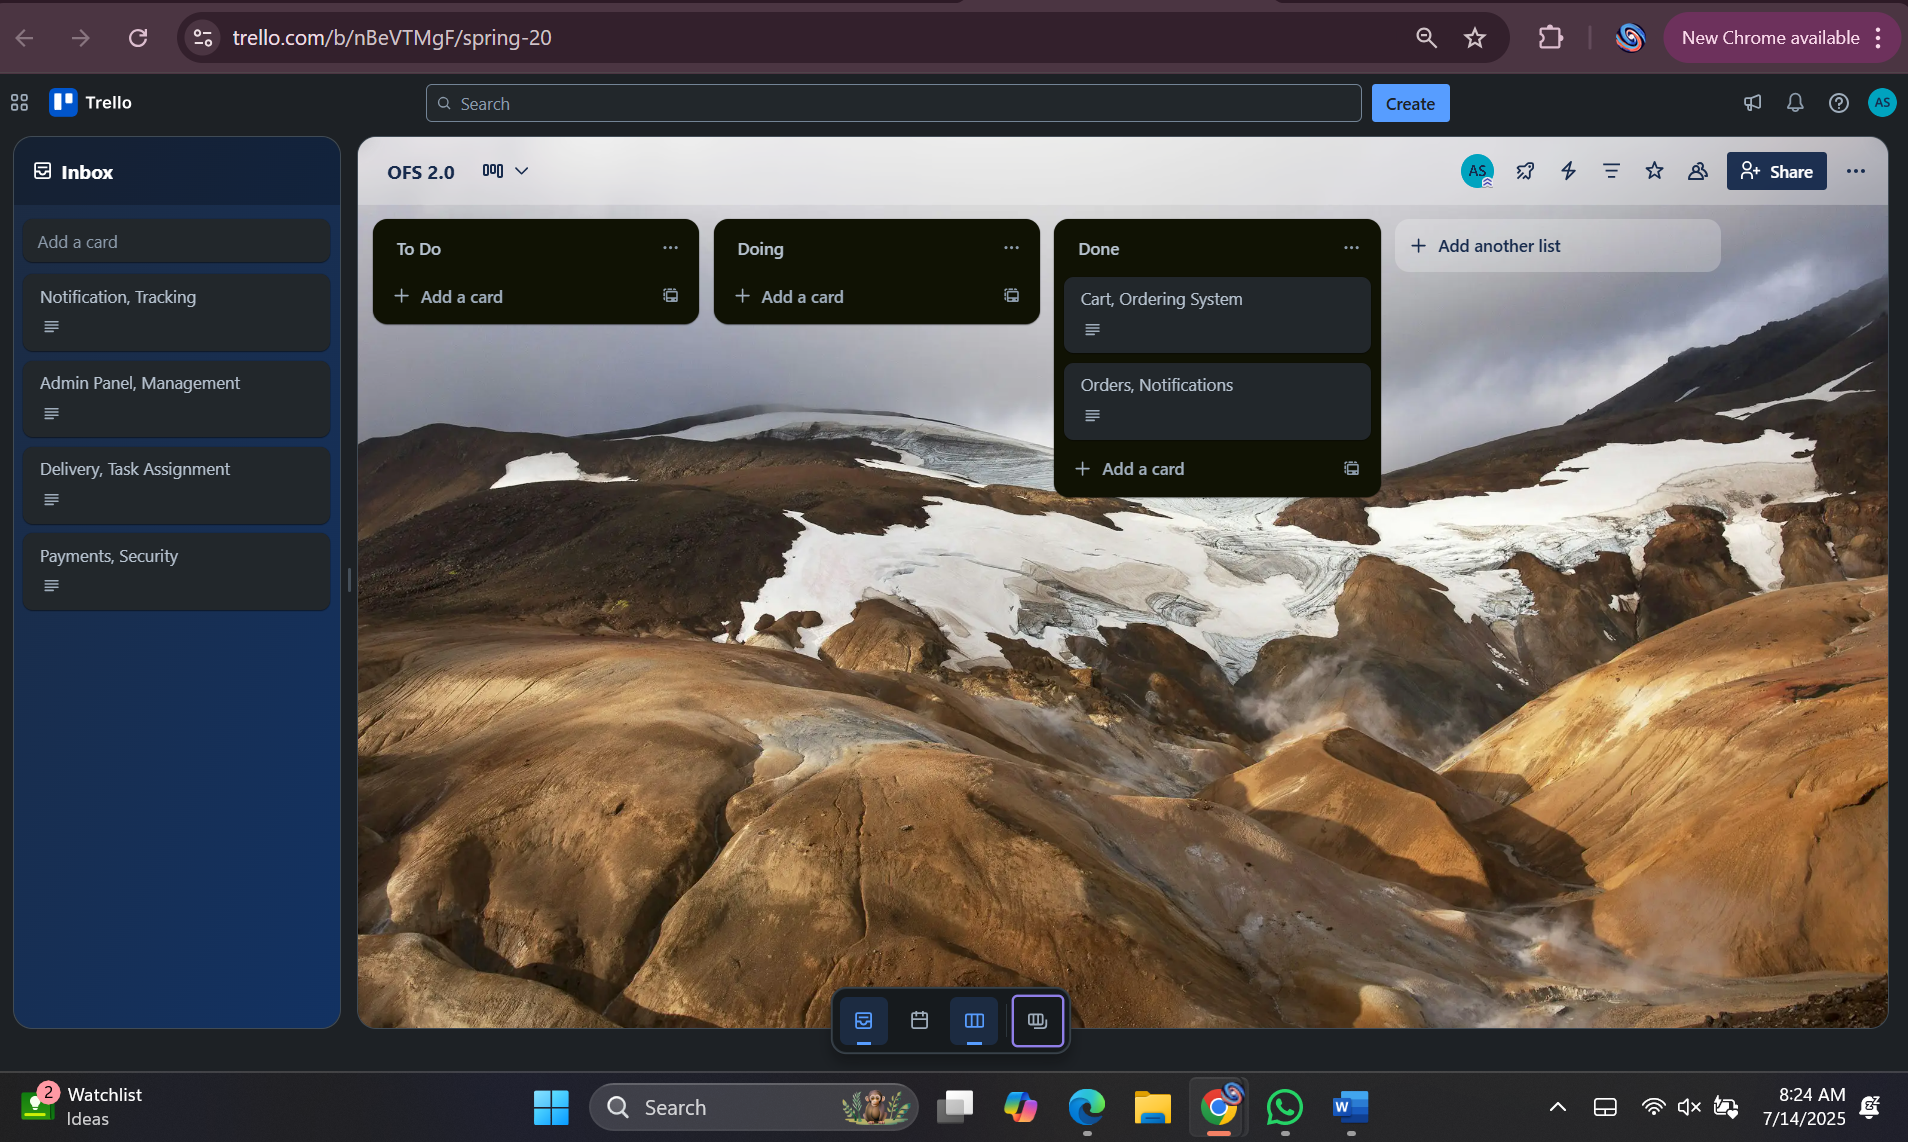 trello.com/b/nBeVTMgF/spring-20
New Chrome available
Trello
Search
Create
AS
Inbox
Add a card
Notification, Tracking
Admin Panel, Management
Delivery, Task Assignment
Payments, Security
OFS 2.0
AS
Share
To Do
Add a card
Doing
Add a card
Done
Cart, Ordering System
Orders, Notifications
Add a card
Add another list
2
Watchlist
Ideas
Search
W
8:24 AM
7/14/2025